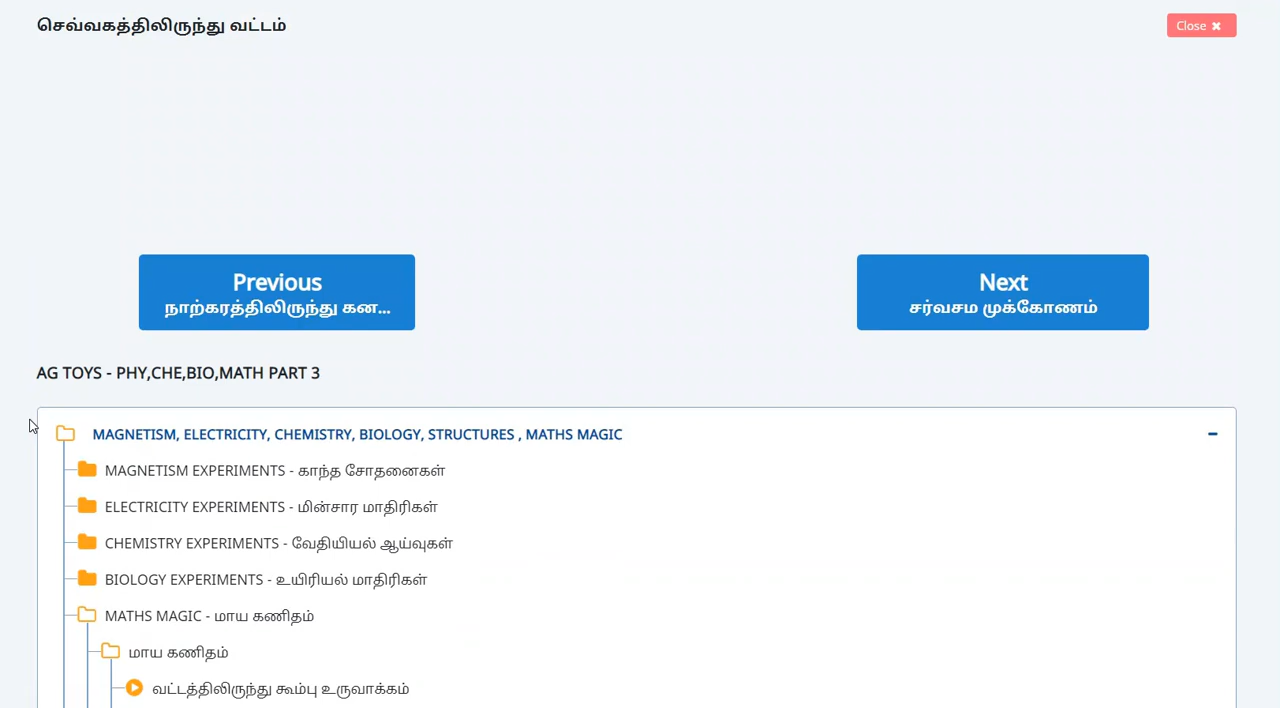 செவ்வகத்திலிருந்து வட்டம்
Close ✖
Previous
நாற்கரத்திலிருந்து கன...
Next
சர்வசம முக்கோணம்
AG TOYS - PHY,CHE,BIO,MATH PART 3
MAGNETISM, ELECTRICITY, CHEMISTRY, BIOLOGY, STRUCTURES , MATHS MAGIC
MAGNETISM EXPERIMENTS - காந்த சோதனைகள்
ELECTRICITY EXPERIMENTS - மின்சார மாதிரிகள்
CHEMISTRY EXPERIMENTS - வேதியியல் ஆய்வுகள்
BIOLOGY EXPERIMENTS - உயிரியல் மாதிரிகள்
MATHS MAGIC - மாய கணிதம்
மாய கணிதம்
வட்டத்திலிருந்து கூம்பு உருவாக்கம்